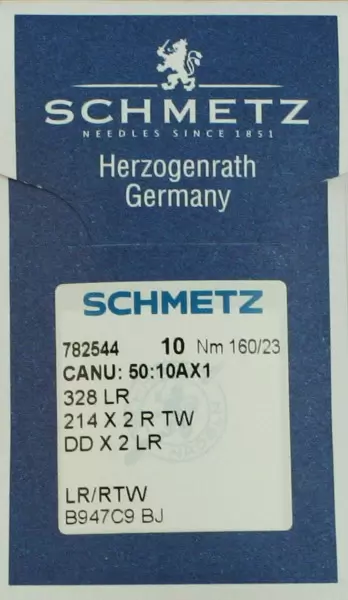 SCHMETZ
NEEDLES SINCE 1851
Herzogenrath
Germany
SCHMETZ
782544 10 Nm 160/23
CANU: 50:10AX1
328 LR
214 X 2 R TW
DD X 2 LR
LR/RTW
B947C9 BJ